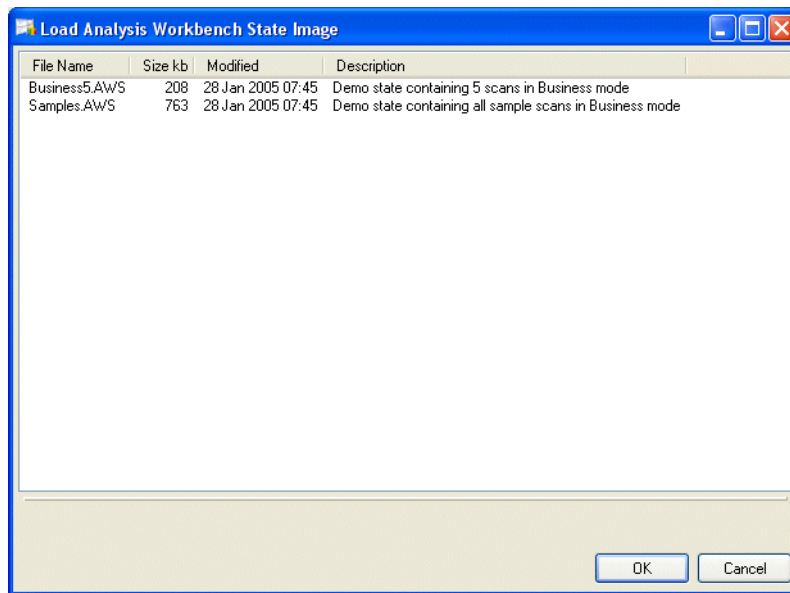 Load Analysis Workbench State Image
File Name Size kb Modified Description
Business5.AWS 208 28 Jan 2005 07:45 Demo state containing 5 scans in Business mode
Samples.AWS 763 28 Jan 2005 07:45 Demo state containing all sample scans in Business mode
OK Cancel